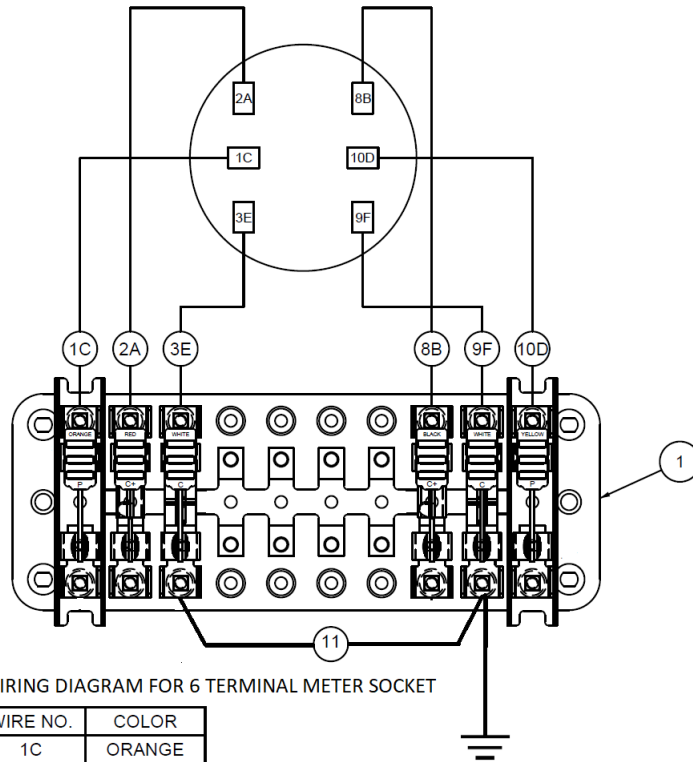 2A 8B
1C 10D
3E 9F
1C 2A 3E 8B 9F 10D
ORANGE RED WHITE BLACK WHITE YELLOW
1
P C+ C C+ C P
11
IRING DIAGRAM FOR 6 TERMINAL METER SOCKET
WIRE NO. COLOR
1C ORANGE